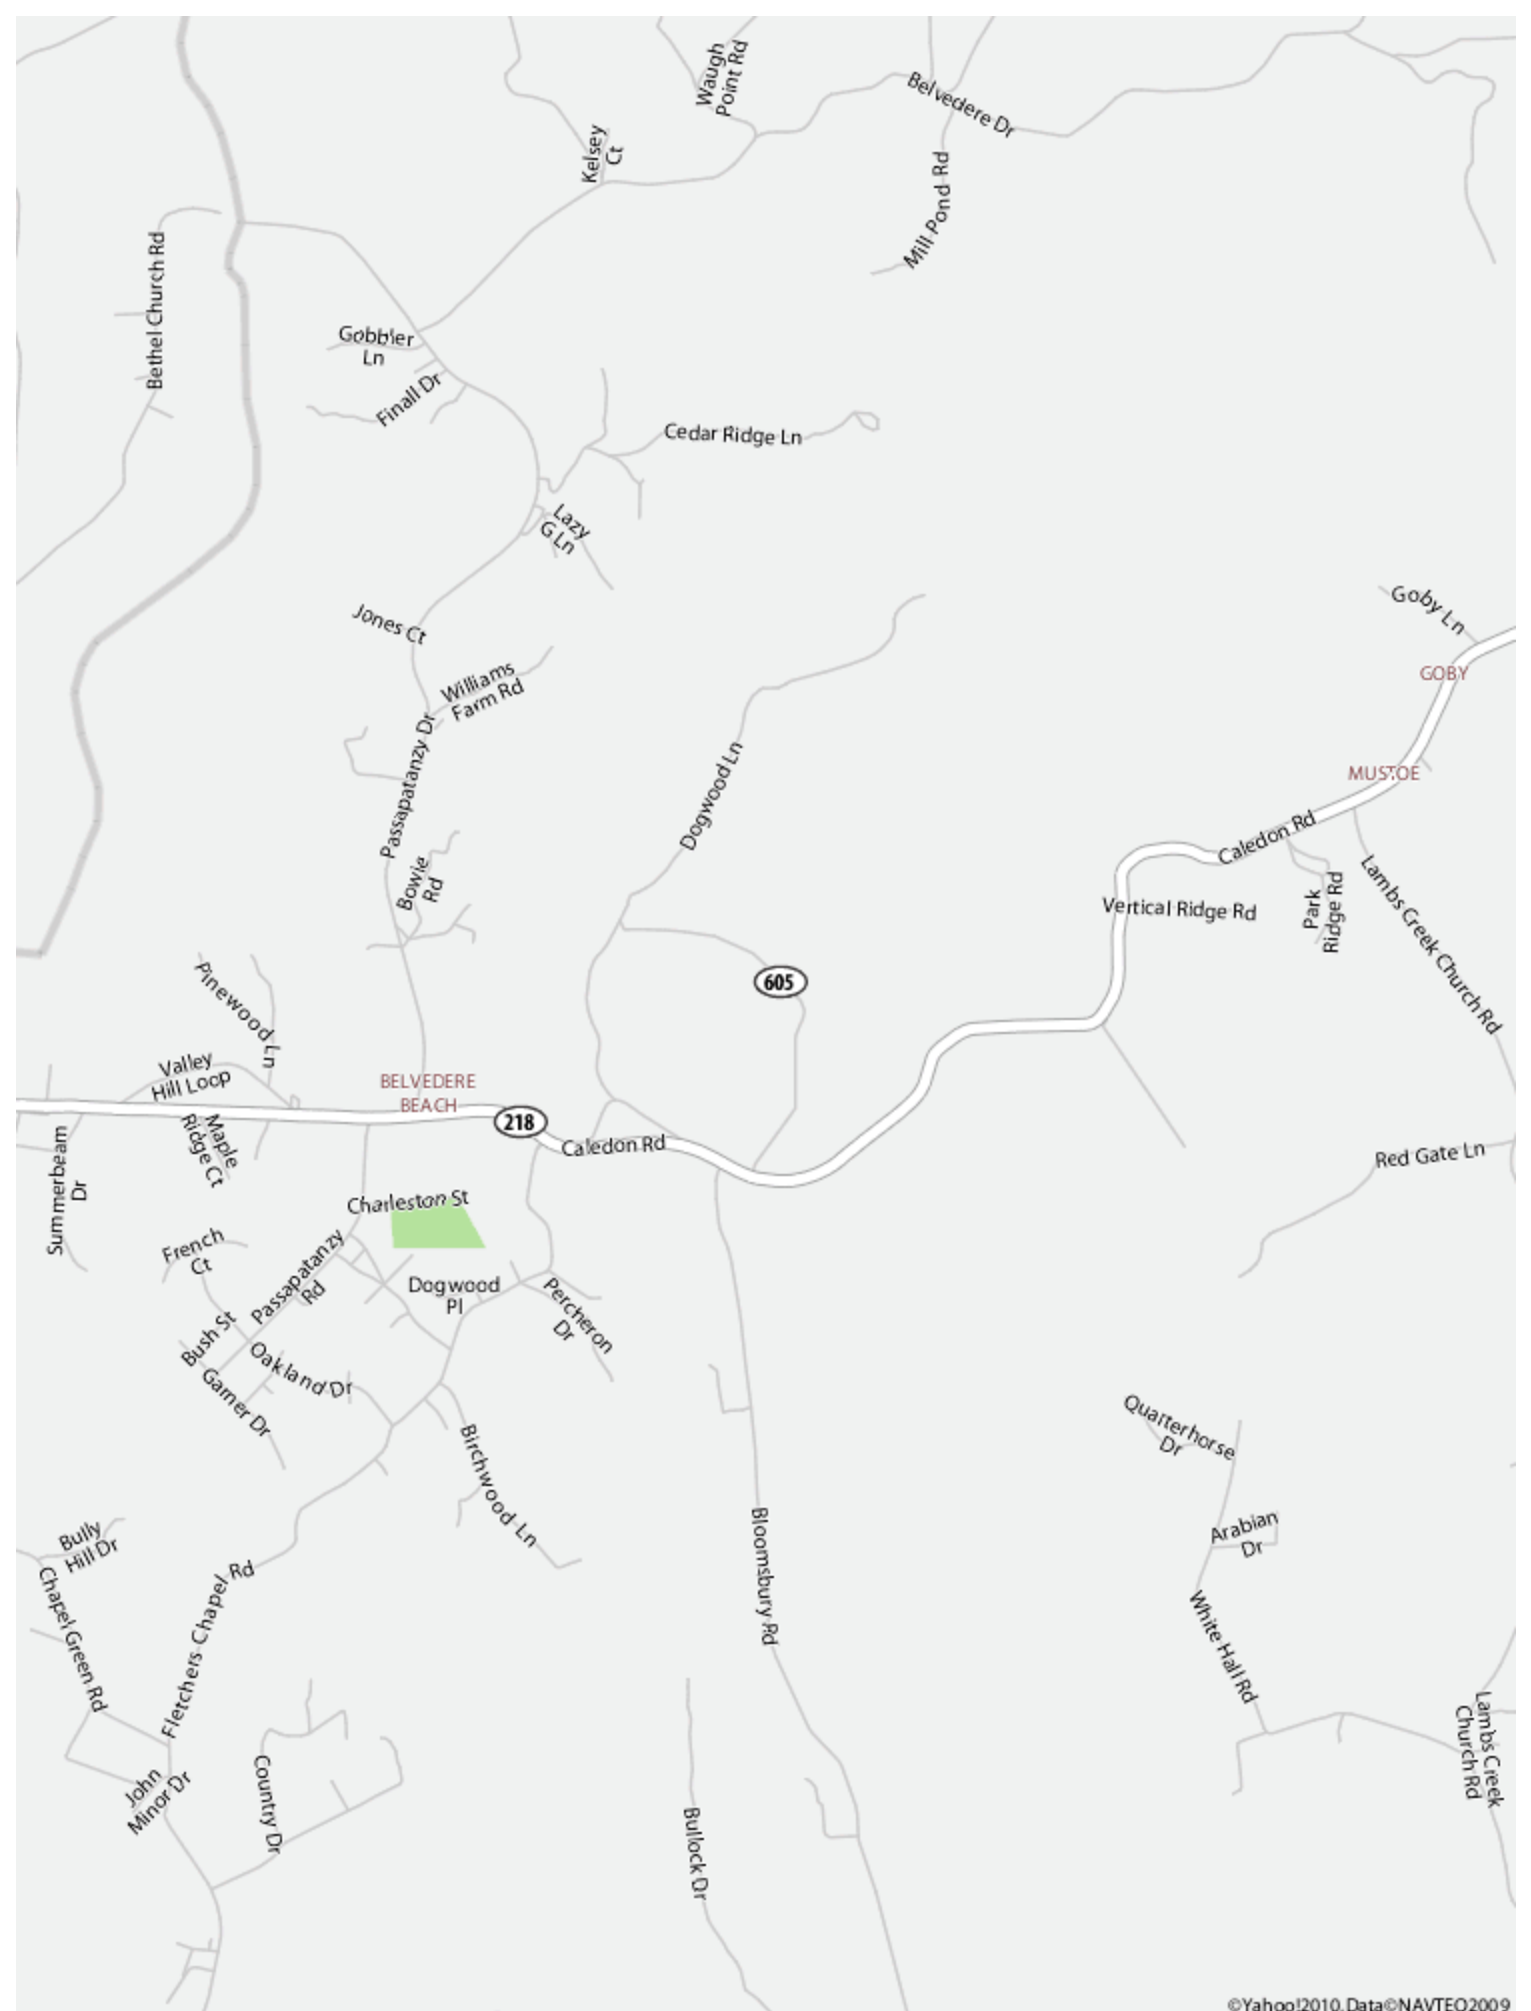 Waugh
Point Rd
Belvedere Dr
Kelsey
Ct
Mill Pond Rd
Bethel Church Rd
Gobbler
Ln
Finall Dr
Cedar Ridge Ln
Lazy
G Ln
Jones Ct
Goby Ln
Williams
Farm Rd
GOBY
Passapatanzy Dr
Dogwood Ln
MUSTOE
Caledon Rd
Bowie
Rd
Lambs Creek Church Rd
Vertical Ridge Rd
Park
Ridge Rd
Pinewood Ln
605
Valley
Hill Loop
BELVEDERE
BEACH
218
Maple
Ridge Ct
Caledon Rd
Summerbeam
Dr
Red Gate Ln
Charleston St
French
Ct
Passapatanzy
Rd
Dogwood
Pl
Percheron
Dr
Bush St
Oakland Dr
Garner Dr
Quarterhorse
Dr
Birchwood Ln
Bully
Hill Dr
Arabian
Dr
Bloomsbury Rd
Chapel Green Rd
Fletchers Chapel Rd
White Hall Rd
Lambs Creek
Church Rd
John
Minor Dr
Country Dr
Bullock Dr
©Yahoo!2010, Data©NAVTEQ2009